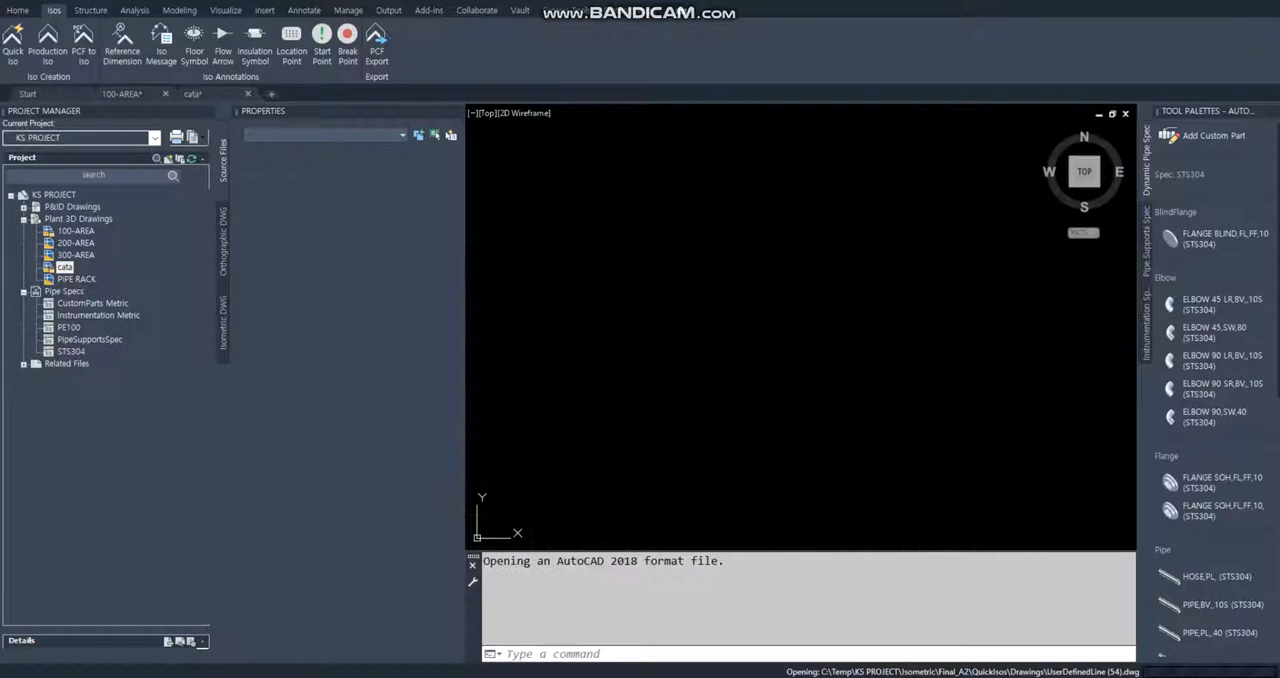 Home Isos Structure Analysis Modeling Visualize Insert Annotate Manage Output Add-ins Collaborate Vault
www.BANDICAM.com
Quick Iso
Production Iso
PCF to Iso
Reference Dimension
Iso Message
Floor Symbol
Flow Arrow
Insulation Symbol
Location Point
Start Point
Break Point
PCF Export
Iso Creation
Iso Annotations
Export
Start
100-AREA*
cata*
PROJECT MANAGER
Current Project:
KS PROJECT
Project
search
KS PROJECT
P&ID Drawings
Plant 3D Drawings
100-AREA
200-AREA
300-AREA
cata
PIPE RACK
Pipe Specs
CustomParts Metric
Instrumentation Metric
PE100
PipeSupportsSpec
STS304
Related Files
Details
Source Files
Orthographic DWG
Isometric DWG
PROPERTIES
[−][Top][2D Wireframe]
N
W
TOP
E
S
Y
X
Opening an AutoCAD 2018 format file.
Type a command
Opening: C:\Temp\KS PROJECT\Isometric\Final_A2\QuickIsos\Drawings\UserDefinedLine (54).dwg
TOOL PALETTES - AUTO...
Dynamic Pipe Spec
Pipe Supports Spec
Instrumentation Sp...
Add Custom Part
Spec: STS304
BlindFlange
FLANGE BLIND,FL,FF,10
(STS304)
Elbow
ELBOW 45 LR,BV,,10S
(STS304)
ELBOW 45,SW,80
(STS304)
ELBOW 90 LR,BV,,10S
(STS304)
ELBOW 90 SR,BV,,10S
(STS304)
ELBOW 90,SW,40
(STS304)
Flange
FLANGE SOH,FL,FF,10
(STS304)
FLANGE SOH,FL,FF,10,
(STS304)
Pipe
HOSE,PL, (STS304)
PIPE,BV,,10S (STS304)
PIPE,PL,,40 (STS304)